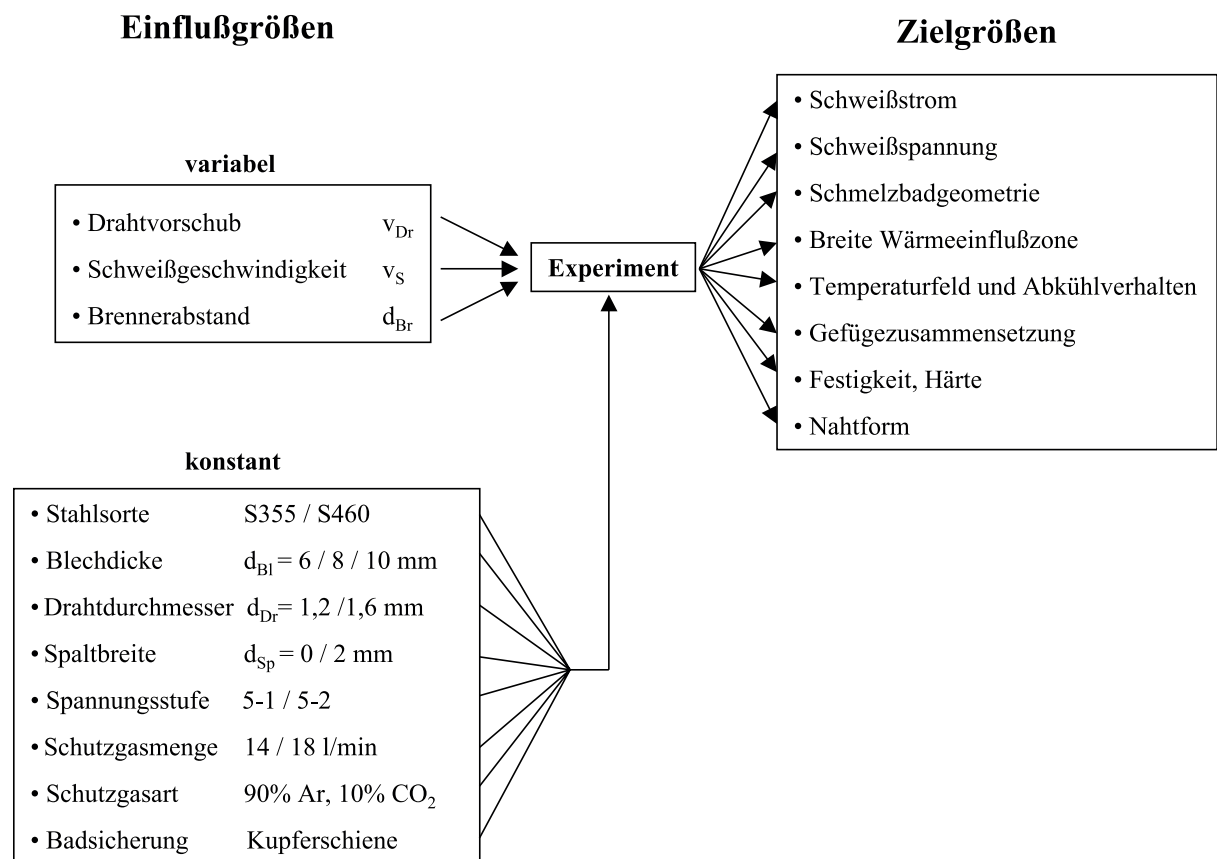 Einflußgrößen
Zielgrößen
variabel
• Drahtvorschub v_Dr
• Schweißgeschwindigkeit v_S
• Brennerabstand d_Br
Experiment
• Schweißstrom
• Schweißspannung
• Schmelzbadgeometrie
• Breite Wärmeeinflußzone
• Temperaturfeld und Abkühlverhalten
• Gefügezusammensetzung
• Festigkeit, Härte
• Nahtform
konstant
• Stahlsorte S355 / S460
• Blechdicke d_Bl = 6 / 8 / 10 mm
• Drahtdurchmesser d_Dr= 1,2 /1,6 mm
• Spaltbreite d_Sp = 0 / 2 mm
• Spannungsstufe 5-1 / 5-2
• Schutzgasmenge 14 / 18 l/min
• Schutzgasart 90% Ar, 10% CO₂
• Badsicherung Kupferschiene